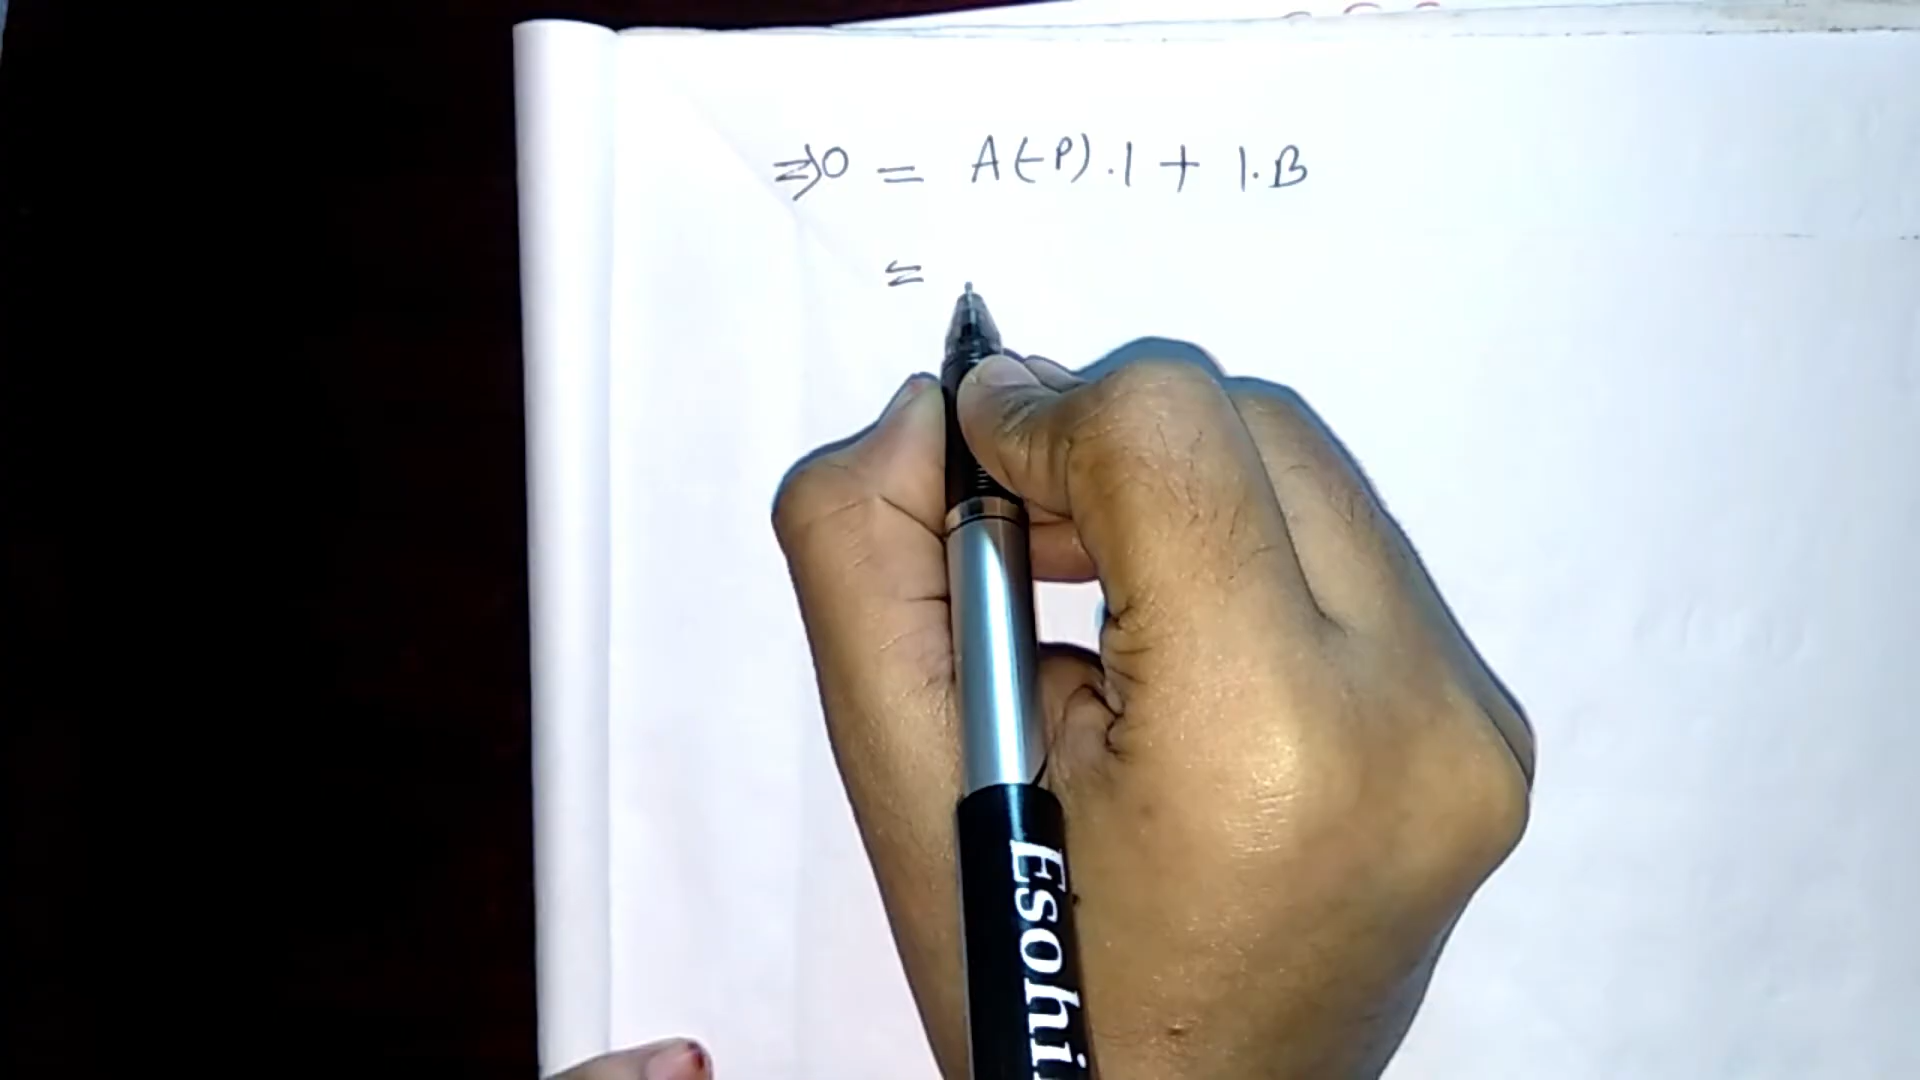 ⇒ 0 = A(-P).1 + 1.B
=
Esohi